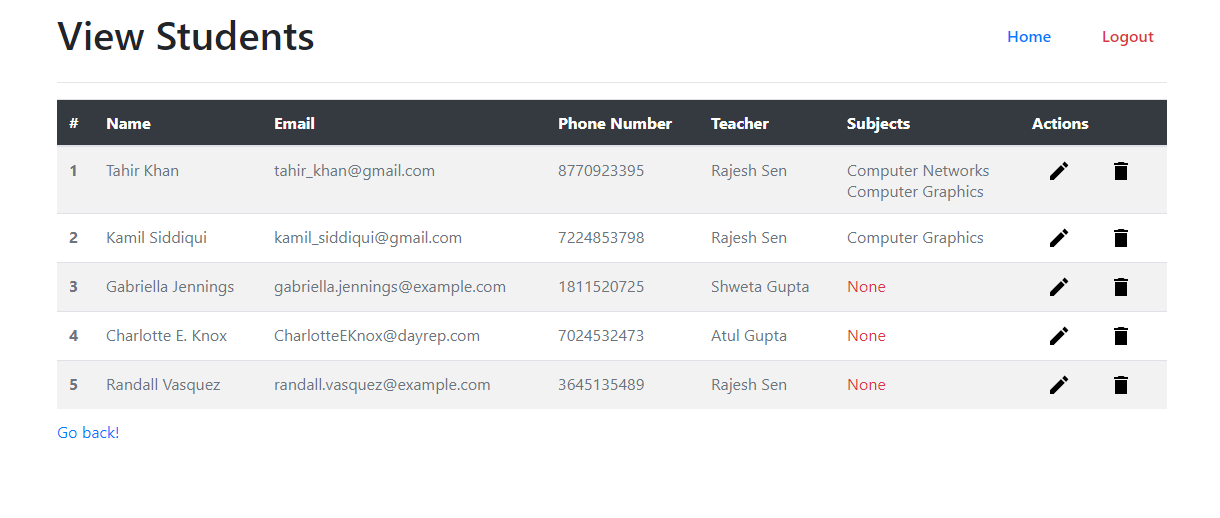 View Students
Home Logout
# Name Email Phone Number Teacher Subjects Actions
1 Tahir Khan tahir_khan@gmail.com 8770923395 Rajesh Sen Computer Networks
Computer Graphics
2 Kamil Siddiqui kamil_siddiqui@gmail.com 7224853798 Rajesh Sen Computer Graphics
3 Gabriella Jennings gabriella.jennings@example.com 1811520725 Shweta Gupta None
4 Charlotte E. Knox CharlotteEKnox@dayrep.com 7024532473 Atul Gupta None
5 Randall Vasquez randall.vasquez@example.com 3645135489 Rajesh Sen None
Go back!